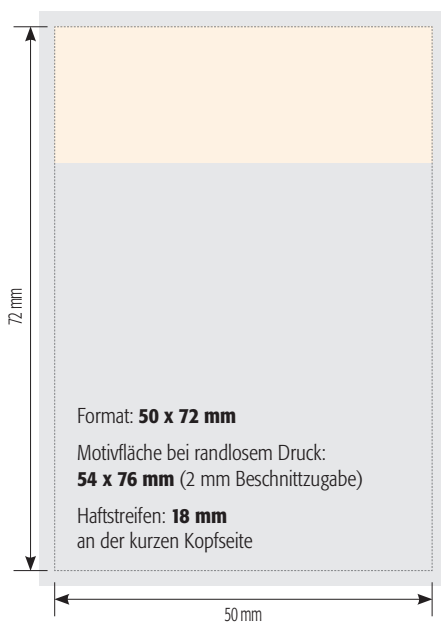 72 mm
Format: 50 x 72 mm
Motivfläche bei randlosem Druck:
54 x 76 mm (2 mm Beschnittzugabe)
Haftstreifen: 18 mm
an der kurzen Kopfseite
50 mm